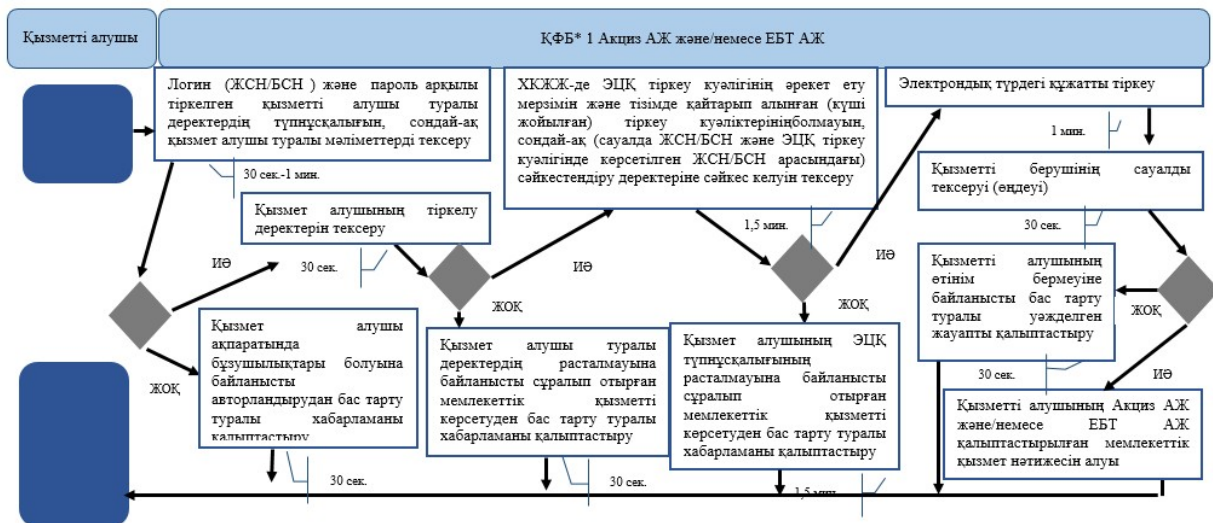 Қызметті алушы
ҚФБ* 1 Акциз АЖ және/немесе ЕБТ АЖ
Логин (ЖСН/БСН ) және пароль арқылы
тіркелген қызметті алушы туралы
деректердің түпнұсқалығын, сондай-ақ
қызмет алушы туралы мәліметтерді тексеру
30 сек.-1 мин.
Қызмет алушының тіркелу
деректерін тексеру
30 сек.
ИӘ
ЖОҚ
Қызмет алушы
ақпаратында
бұзушылықтары болуына
байланысты
авторландырудан бас тарту
туралы хабарламаны
қалыптастыру
30 сек.
ХКЖЖ-де ЭЦҚ тіркеу куәлігінің әрекет ету
мерзімін және тізімде қайтарып алынған (күші
жойылған) тіркеу куәліктерініңболмауын,
сондай-ақ (сауалда ЖСН/БСН және ЭЦҚ тіркеу
куәлігінде көрсетілген ЖСН/БСН арасындағы)
сәйкестендіру деректеріне сәйкес келуін тексеру
1,5 мин.
ИӘ
ЖОҚ
Қызмет алушы туралы
деректердің расталмауына
байланысты сұралып отырған
мемлекеттік қызметті
көрсетуден бас тарту туралы
хабарламаны қалыптастыру
30 сек.
ИӘ
ЖОҚ
Қызмет алушының ЭЦҚ
түпнұсқалығының
расталмауына байланысты
сұралып отырған
мемлекеттік қызметті
көрсетуден бас тарту туралы
хабарламаны қалыптастыру
1,5 мин.
Электрондық түрдегі құжатты тіркеу
1 мин.
Қызметті берушінің сауалды
тексеруі (өңдеуі)
30 сек.
Қызметті алушының
өтінім бермеуіне
байланысты бас тарту
туралы уәжделген
жауапты қалыптастыру
ЖОҚ
30 сек.
ИӘ
Қызметті алушының Акциз АЖ
және/немесе ЕБТ АЖ
қалыптастырылған мемлекеттік
қызмет нәтижесін алуы